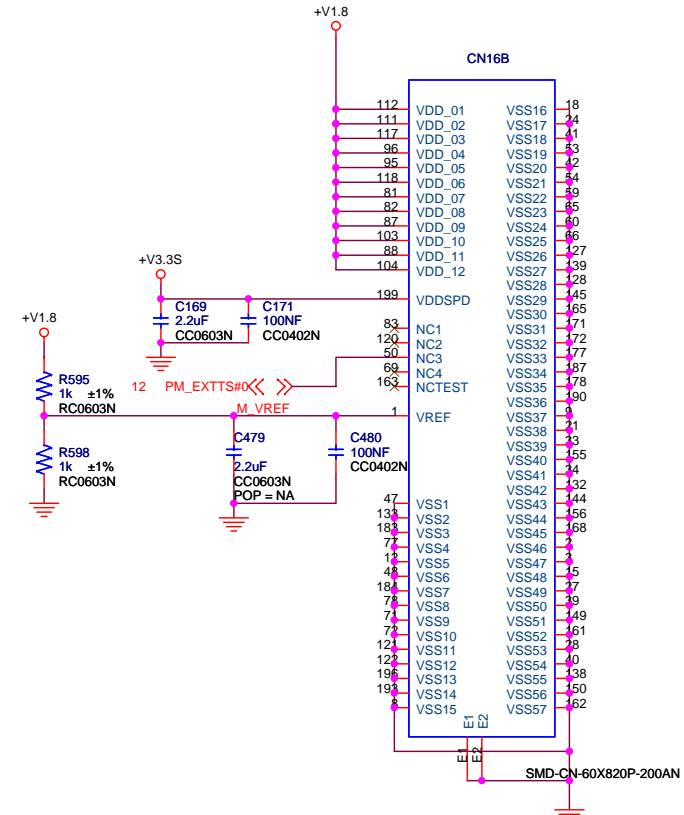 +V1.8
CN16B
112 VDD_01 VSS16 18
111 VDD_02 VSS17 24
117 VDD_03 VSS18 41
96 VDD_04 VSS19 53
95 VDD_05 VSS20 42
118 VDD_06 VSS21 54
81 VDD_07 VSS22 59
82 VDD_08 VSS23 65
87 VDD_09 VSS24 60
103 VDD_10 VSS25 66
88 VDD_11 VSS26 127
104 VDD_12 VSS27 139
VSS28 128
+V3.3S
199 VDDSPD VSS29 145
VSS30 165
C169
2.2uF
CC0603N
C171
100NF
CC0402N
83 NC1 VSS31 171
120 NC2 VSS32 172
50 NC3 VSS33 177
69 NC4 VSS34 187
163 NCTEST VSS35 178
VSS36 190
+V1.8
R595
1k ±1%
RC0603N
12 PM_EXTTS#0
M_VREF
1 VREF VSS37 9
VSS38 21
VSS39 33
VSS40 155
VSS41 34
VSS42 132
R598
1k ±1%
RC0603N
C479
2.2uF
CC0603N
POP = NA
C480
100NF
CC0402N
47 VSS1 VSS43 144
133 VSS2 VSS44 156
183 VSS3 VSS45 168
77 VSS4 VSS46 2
12 VSS5 VSS47 3
48 VSS6 VSS48 15
184 VSS7 VSS49 27
78 VSS8 VSS50 39
71 VSS9 VSS51 149
72 VSS10 VSS52 161
121 VSS11 VSS53 28
122 VSS12 VSS54 40
196 VSS13 VSS55 138
193 VSS14 VSS56 150
8 VSS15 VSS57 162
E1 E2
E1 E2
SMD-CN-60X820P-200AN